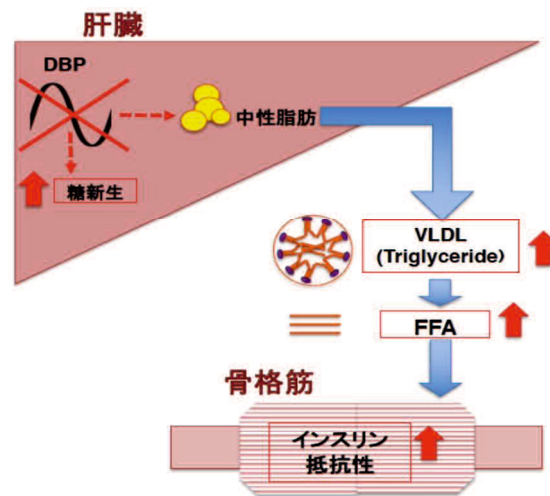 肝臓
DBP
中性脂肪
糖新生
VLDL
(Triglyceride)
FFA
骨格筋
インスリン
抵抗性